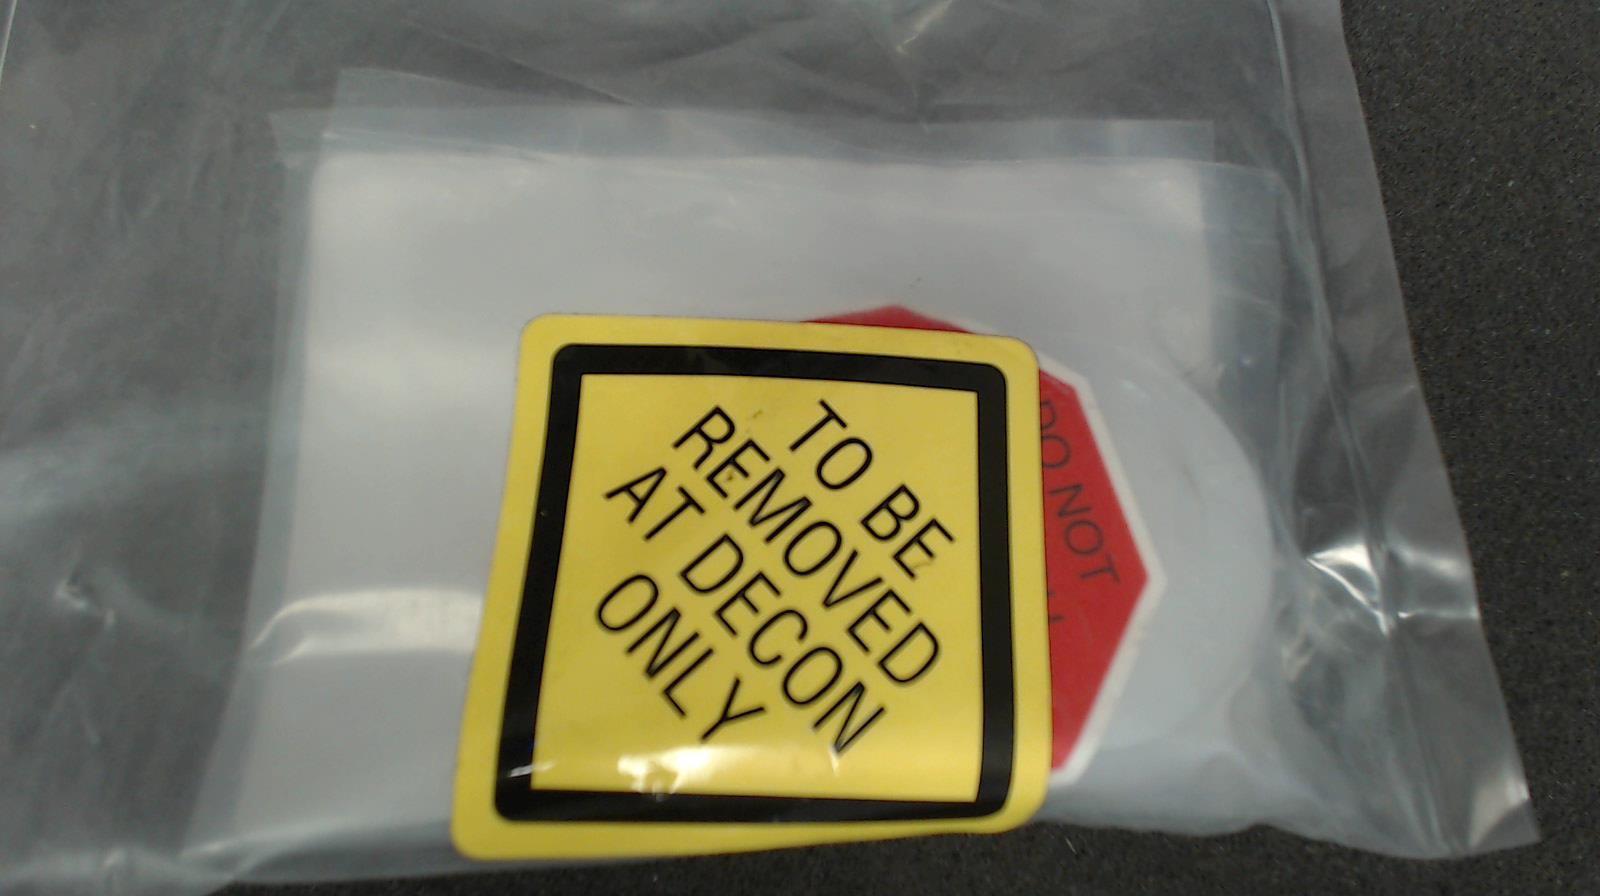 TO BE
REMOVED
AT DECON
ONLY
DO NOT